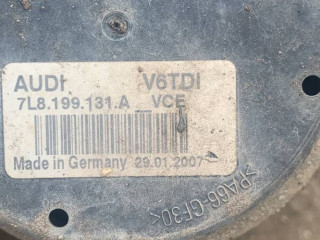 AUDI V6TDI
7L8.199.131.A VCE
Made in Germany 29.01.2007
>PA66-GF30<